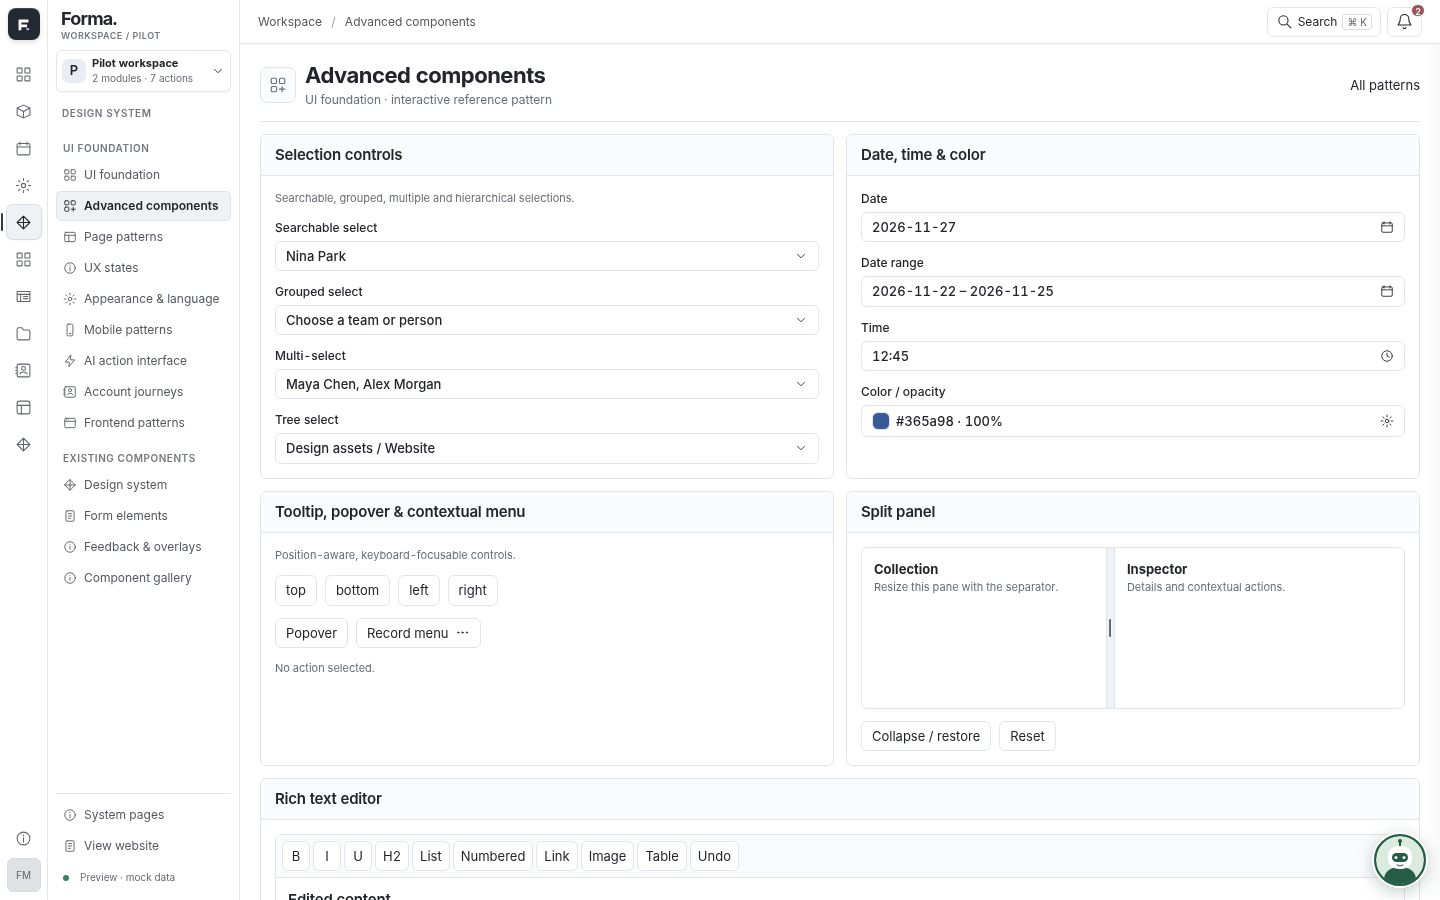 F.
Forma.
WORKSPACE / PILOT
P
Pilot workspace
2 modules · 7 actions
DESIGN SYSTEM
UI FOUNDATION
UI foundation
Advanced components
Page patterns
UX states
Appearance & language
Mobile patterns
AI action interface
Account journeys
Frontend patterns
EXISTING COMPONENTS
Design system
Form elements
Feedback & overlays
Component gallery
System pages
View website
FM
Preview · mock data
Workspace / Advanced components
Search ⌘ K
2
Advanced components
UI foundation · interactive reference pattern
All patterns
Selection controls
Searchable, grouped, multiple and hierarchical selections.
Searchable select
Nina Park
Grouped select
Choose a team or person
Multi-select
Maya Chen, Alex Morgan
Tree select
Design assets / Website
Date, time & color
Date
2026-11-27
Date range
2026-11-22 – 2026-11-25
Time
12:45
Color / opacity
#365a98 · 100%
Tooltip, popover & contextual menu
Position-aware, keyboard-focusable controls.
top bottom left right
Popover Record menu ···
No action selected.
Split panel
Collection
Resize this pane with the separator.
Inspector
Details and contextual actions.
Collapse / restore Reset
Rich text editor
B I U H2 List Numbered Link Image Table Undo
Edited content